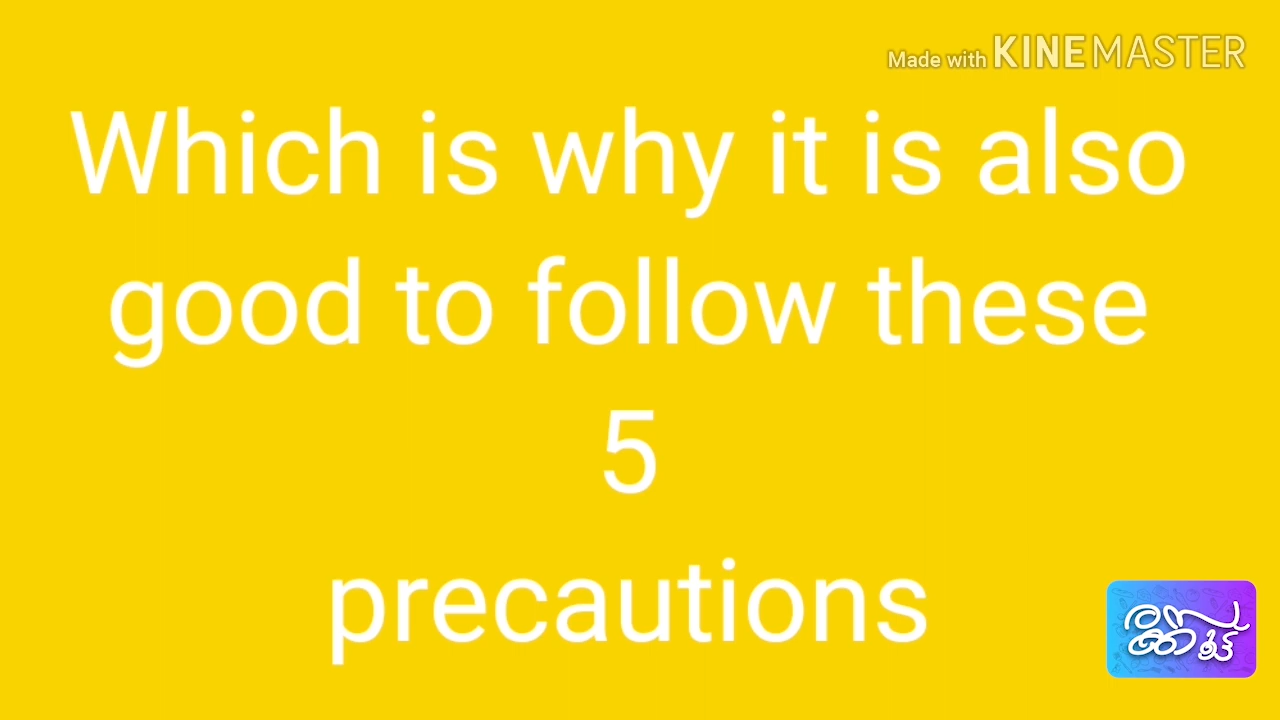 Made with KINEMASTER
Which is why it is also
good to follow these
5
precautions